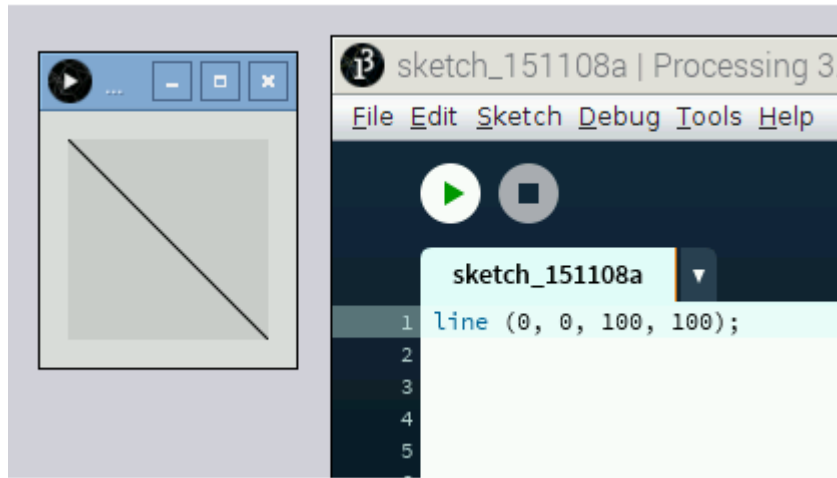 ...
sketch_151108a | Processing 3
File Edit Sketch Debug Tools Help
sketch_151108a
1 line (0, 0, 100, 100);
2
3
4
5